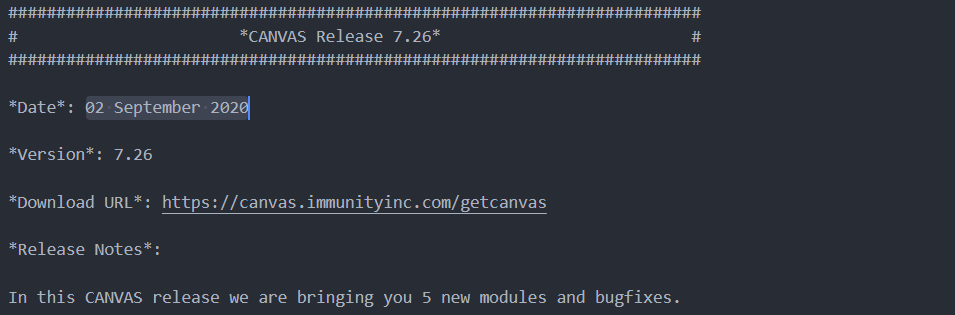 ########################################################################
# *CANVAS Release 7.26* #
########################################################################
*Date*: 02 September 2020
*Version*: 7.26
*Download URL*: https://canvas.immunityinc.com/getcanvas
*Release Notes*:
In this CANVAS release we are bringing you 5 new modules and bugfixes.